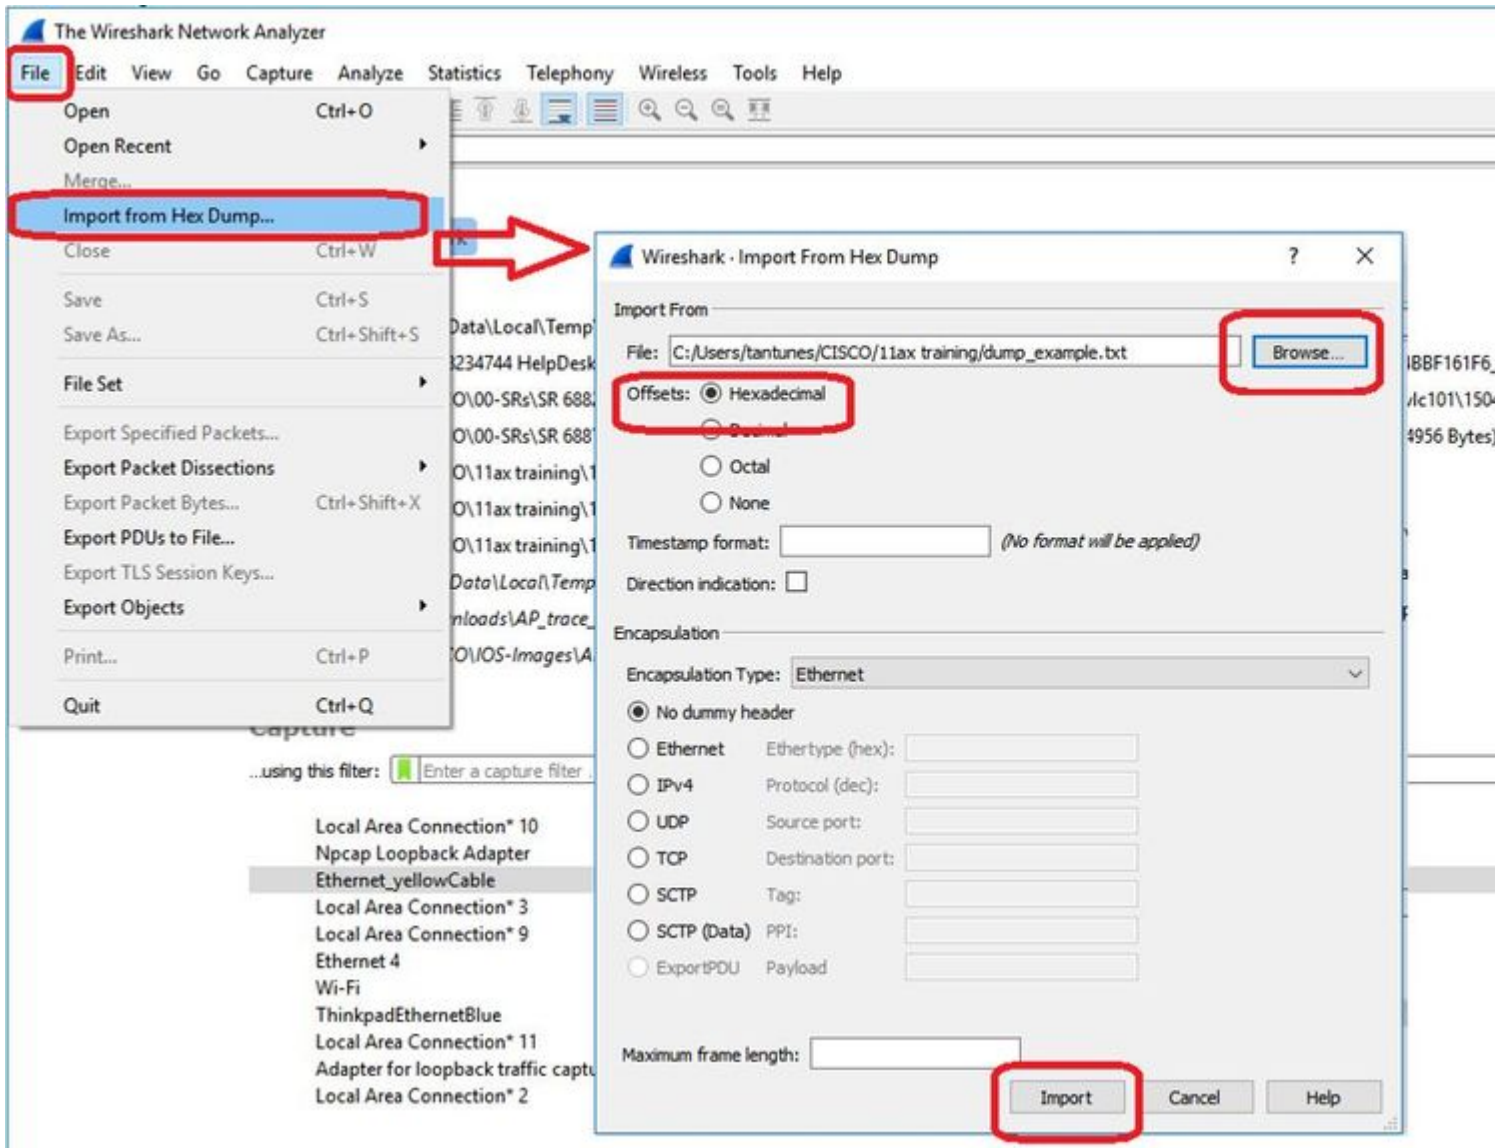 The Wireshark Network Analyzer
File Edit View Go Capture Analyze Statistics Telephony Wireless Tools Help
Open Ctrl+O
Open Recent
Merge...
Import from Hex Dump...
Close Ctrl+W
Save Ctrl+S
Save As... Ctrl+Shift+S
File Set
Export Specified Packets...
Export Packet Dissections
Export Packet Bytes... Ctrl+Shift+X
Export PDUs to File...
Export TLS Session Keys...
Export Objects
Print... Ctrl+P
Quit Ctrl+Q
Data\Local\Temp
3234744 HelpDesk
O\00-SRs\SR 688
O\00-SRs\SR 688
O\11ax training\1
O\11ax training\1
O\11ax training\1
Data\Local\Temp
nloads\AP_trace_
O\IOS-Images\A
Capture
...using this filter: Enter a capture filter
Local Area Connection* 10
Npcap Loopback Adapter
Ethernet_yellowCable
Local Area Connection* 3
Local Area Connection* 9
Ethernet 4
Wi-Fi
ThinkpadEthernetBlue
Local Area Connection* 11
Adapter for loopback traffic captu
Local Area Connection* 2
Wireshark · Import From Hex Dump ? ×
Import From
File: C:/Users/tantunes/CISCO/11ax training/dump_example.txt Browse...
Offsets: Hexadecimal
Decimal
Octal
None
Timestamp format: (No format will be applied)
Direction indication:
Encapsulation
Encapsulation Type: Ethernet
No dummy header
Ethernet Ethertype (hex):
IPv4 Protocol (dec):
UDP Source port:
TCP Destination port:
SCTP Tag:
SCTP (Data) PPI:
ExportPDU Payload
Maximum frame length:
Import Cancel Help
BBF161F6_
lc101\1504
4956 Bytes)